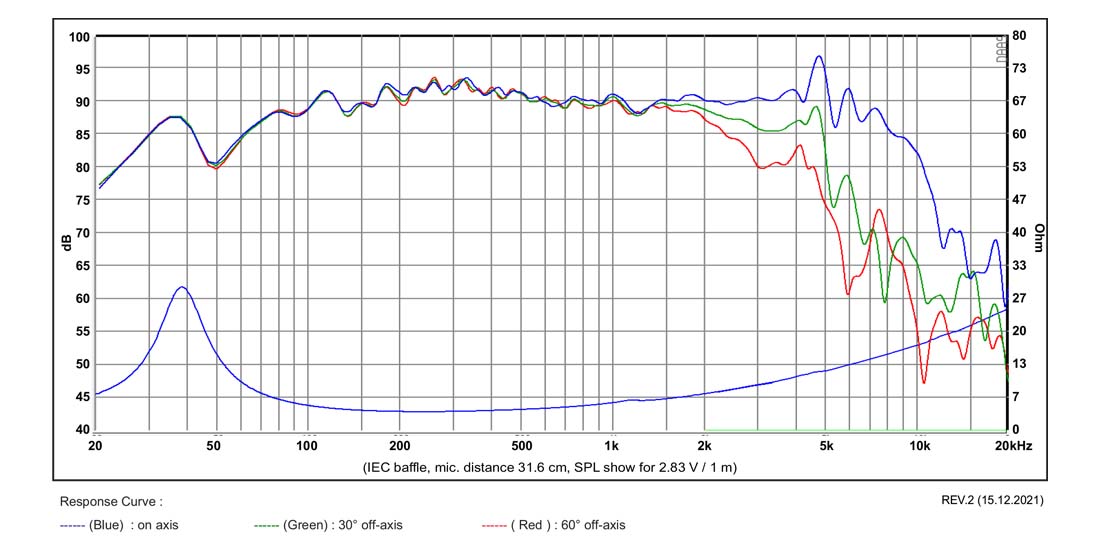 100 80
95 73
90 67
85 60
80 53
75 47
70 40
dB Ohm
65 33
60 27
55 20
50 13
45 7
40 0
20 50 100 200 500 1k 2k 5k 10k 20kHz
(IEC baffle, mic. distance 31.6 cm, SPL show for 2.83 V / 1 m)
Response Curve : REV.2 (15.12.2021)
------ (Blue) : on axis ------ (Green) : 30° off-axis ------ ( Red ) : 60° off-axis